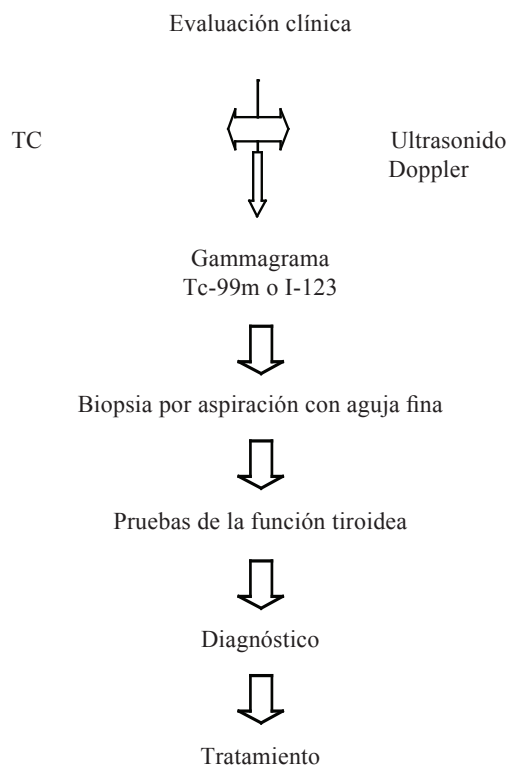 Evaluación clínica
TC
Ultrasonido
Doppler
Gammagrama
Tc-99m o I-123
Biopsia por aspiración con aguja fina
Pruebas de la función tiroidea
Diagnóstico
Tratamiento